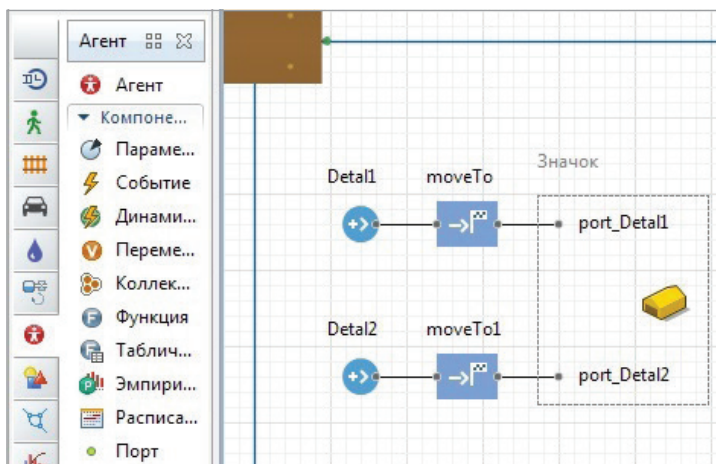 Агент
Агент
Компоне...
Параме...
Событие
Динами...
Переме...
Коллек...
Функция
Таблич...
Эмпири...
Расписа...
Порт
Значок
Detal1 moveTo
port_Detal1
Detal2 moveTo1
port_Detal2